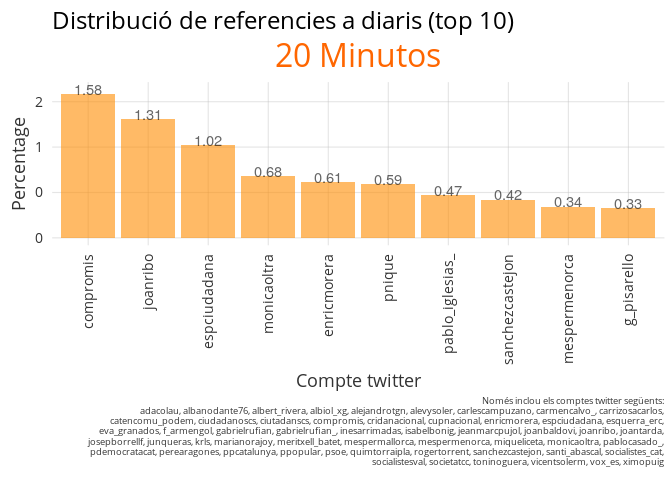 Distribució de referencies a diaris (top 10)
20 Minutos
Percentage
2
1
0
0
1.58
1.31
1.02
0.68
0.61
0.59
0.47
0.42
0.34
0.33
compromis
joanribo
espciudadana
monicaoltra
enricmorera
pnique
pablo_iglesias_
sanchezcastejon
mespermenorca
g_pisarello
Compte twitter
Només inclou els comptes twitter següents:
adacolau, albanodante76, albert_rivera, albiol_xg, alejandrotgn, alevysoler, carlescampuzano, carmencalvo_, carrizosacarlos,
catencomu_podem, ciudadanoscs, ciutadanscs, compromis, cridanacional, cupnacional, enricmorera, espciudadana, esquerra_erc,
eva_granados, f_armengol, gabrielrufian, gabrielrufian_, inesarrimadas, isabelbonig, jeanmarcpujol, joanbaldovi, joanribo, joantarda,
josepborrellf, junqueras, krls, marianorajoy, meritxell_batet, mespermallorca, mespermenorca, miqueliceta, monicaoltra, pablocasado_,
pdemocratacat, perearagones, ppcatalunya, ppopular, psoe, quimtorraipla, rogertorrent, sanchezcastejon, santi_abascal, socialistes_cat,
socialistesval, societatcc, toninoguera, vicentsolerm, vox_es, ximopuig